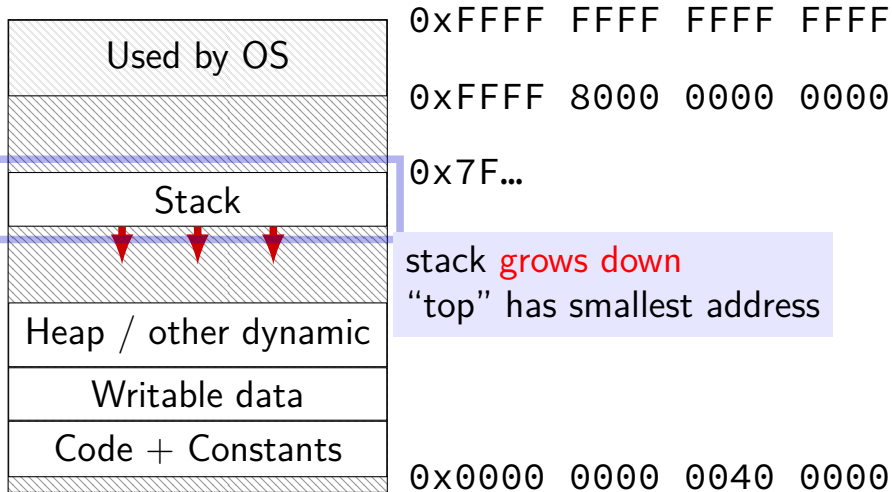 0xFFFF FFFF FFFF FFFF
Used by OS
0xFFFF 8000 0000 0000
0x7F…
Stack
stack grows down
“top” has smallest address
Heap / other dynamic
Writable data
Code + Constants
0x0000 0000 0040 0000